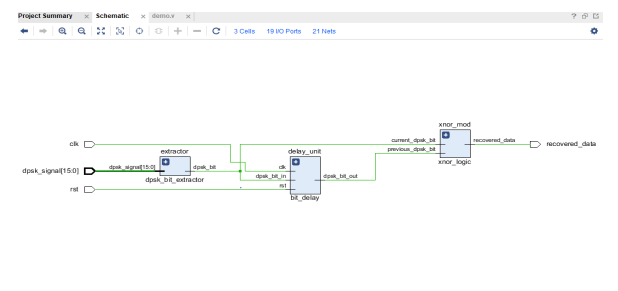 Project Summary × Schematic × demo.v × ? 
3 Cells 19 I/O Ports 21 Nets
xnor_mod
current_dpsk_bit recovered_data
clk recovered_data
extractor delay_unit previous_dpsk_bit
xnor_logic
dpsk_signal[15:0] dpsk_signal[15:0] dpsk_bit clk
dpsk_bit_extractor dpsk_bit_in dpsk_bit_out
rst rst
bit_delay